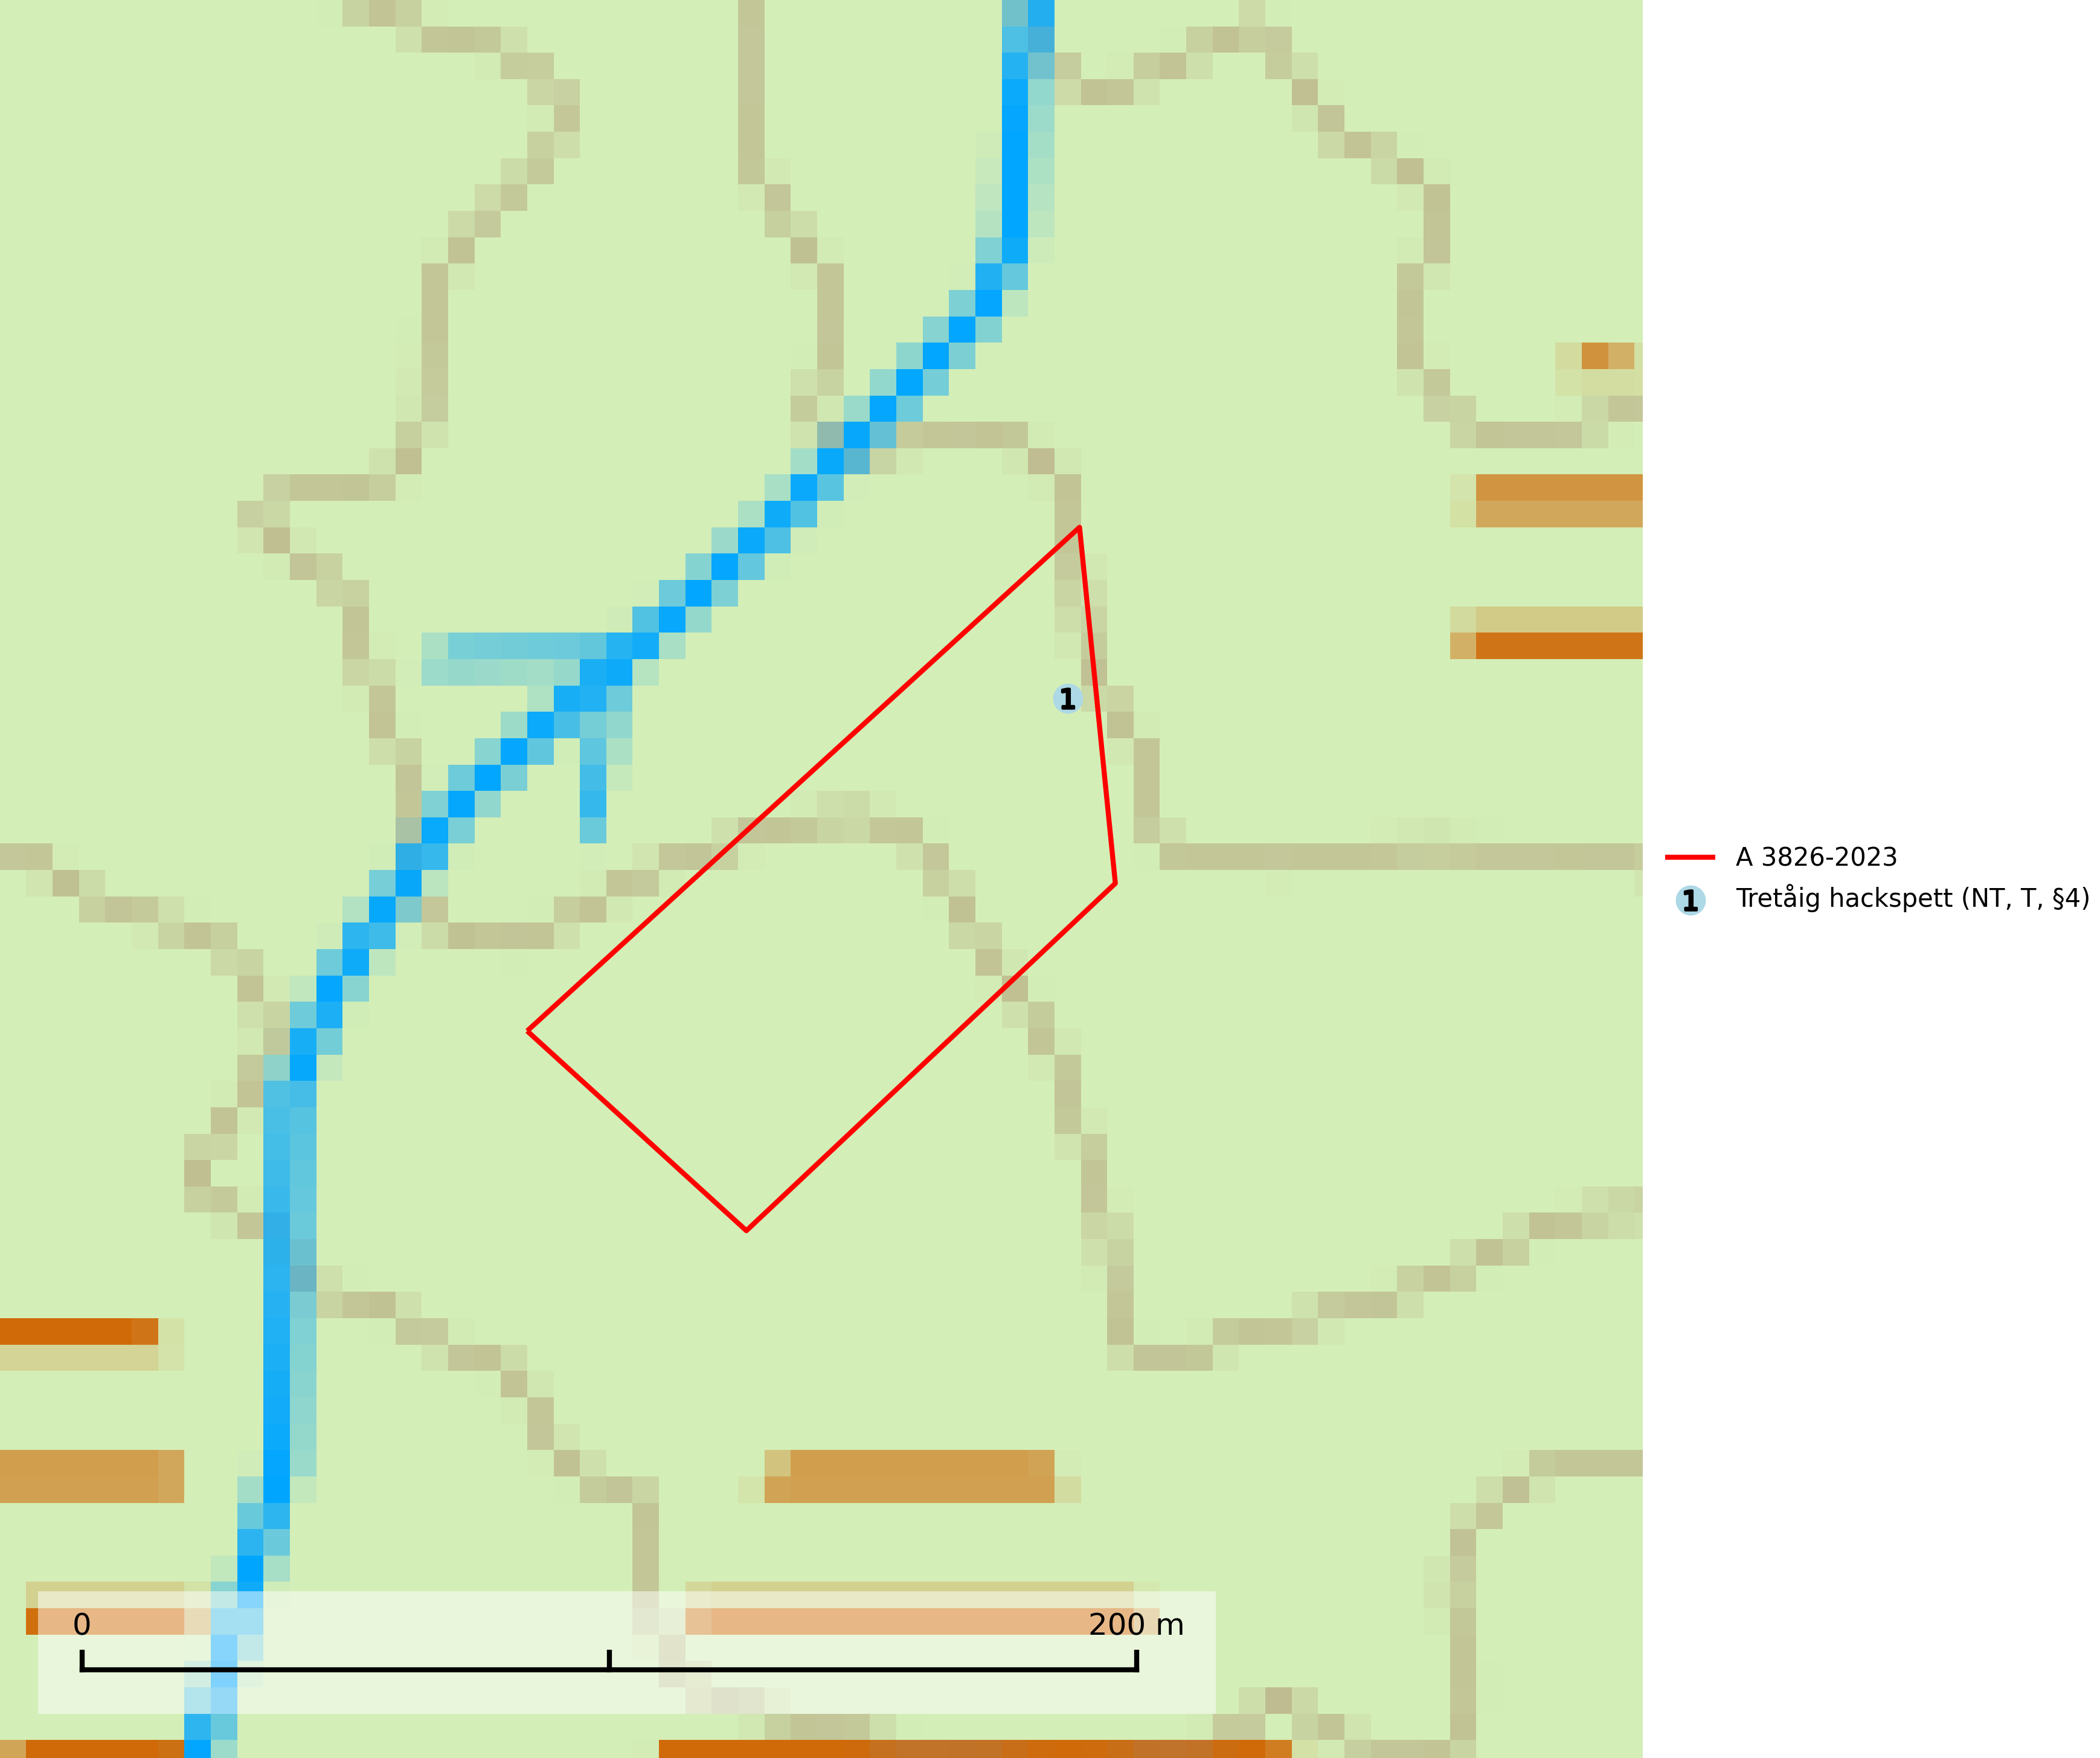 1
A 3826-2023
1 Tretåig hackspett (NT, T, §4)
0 200 m